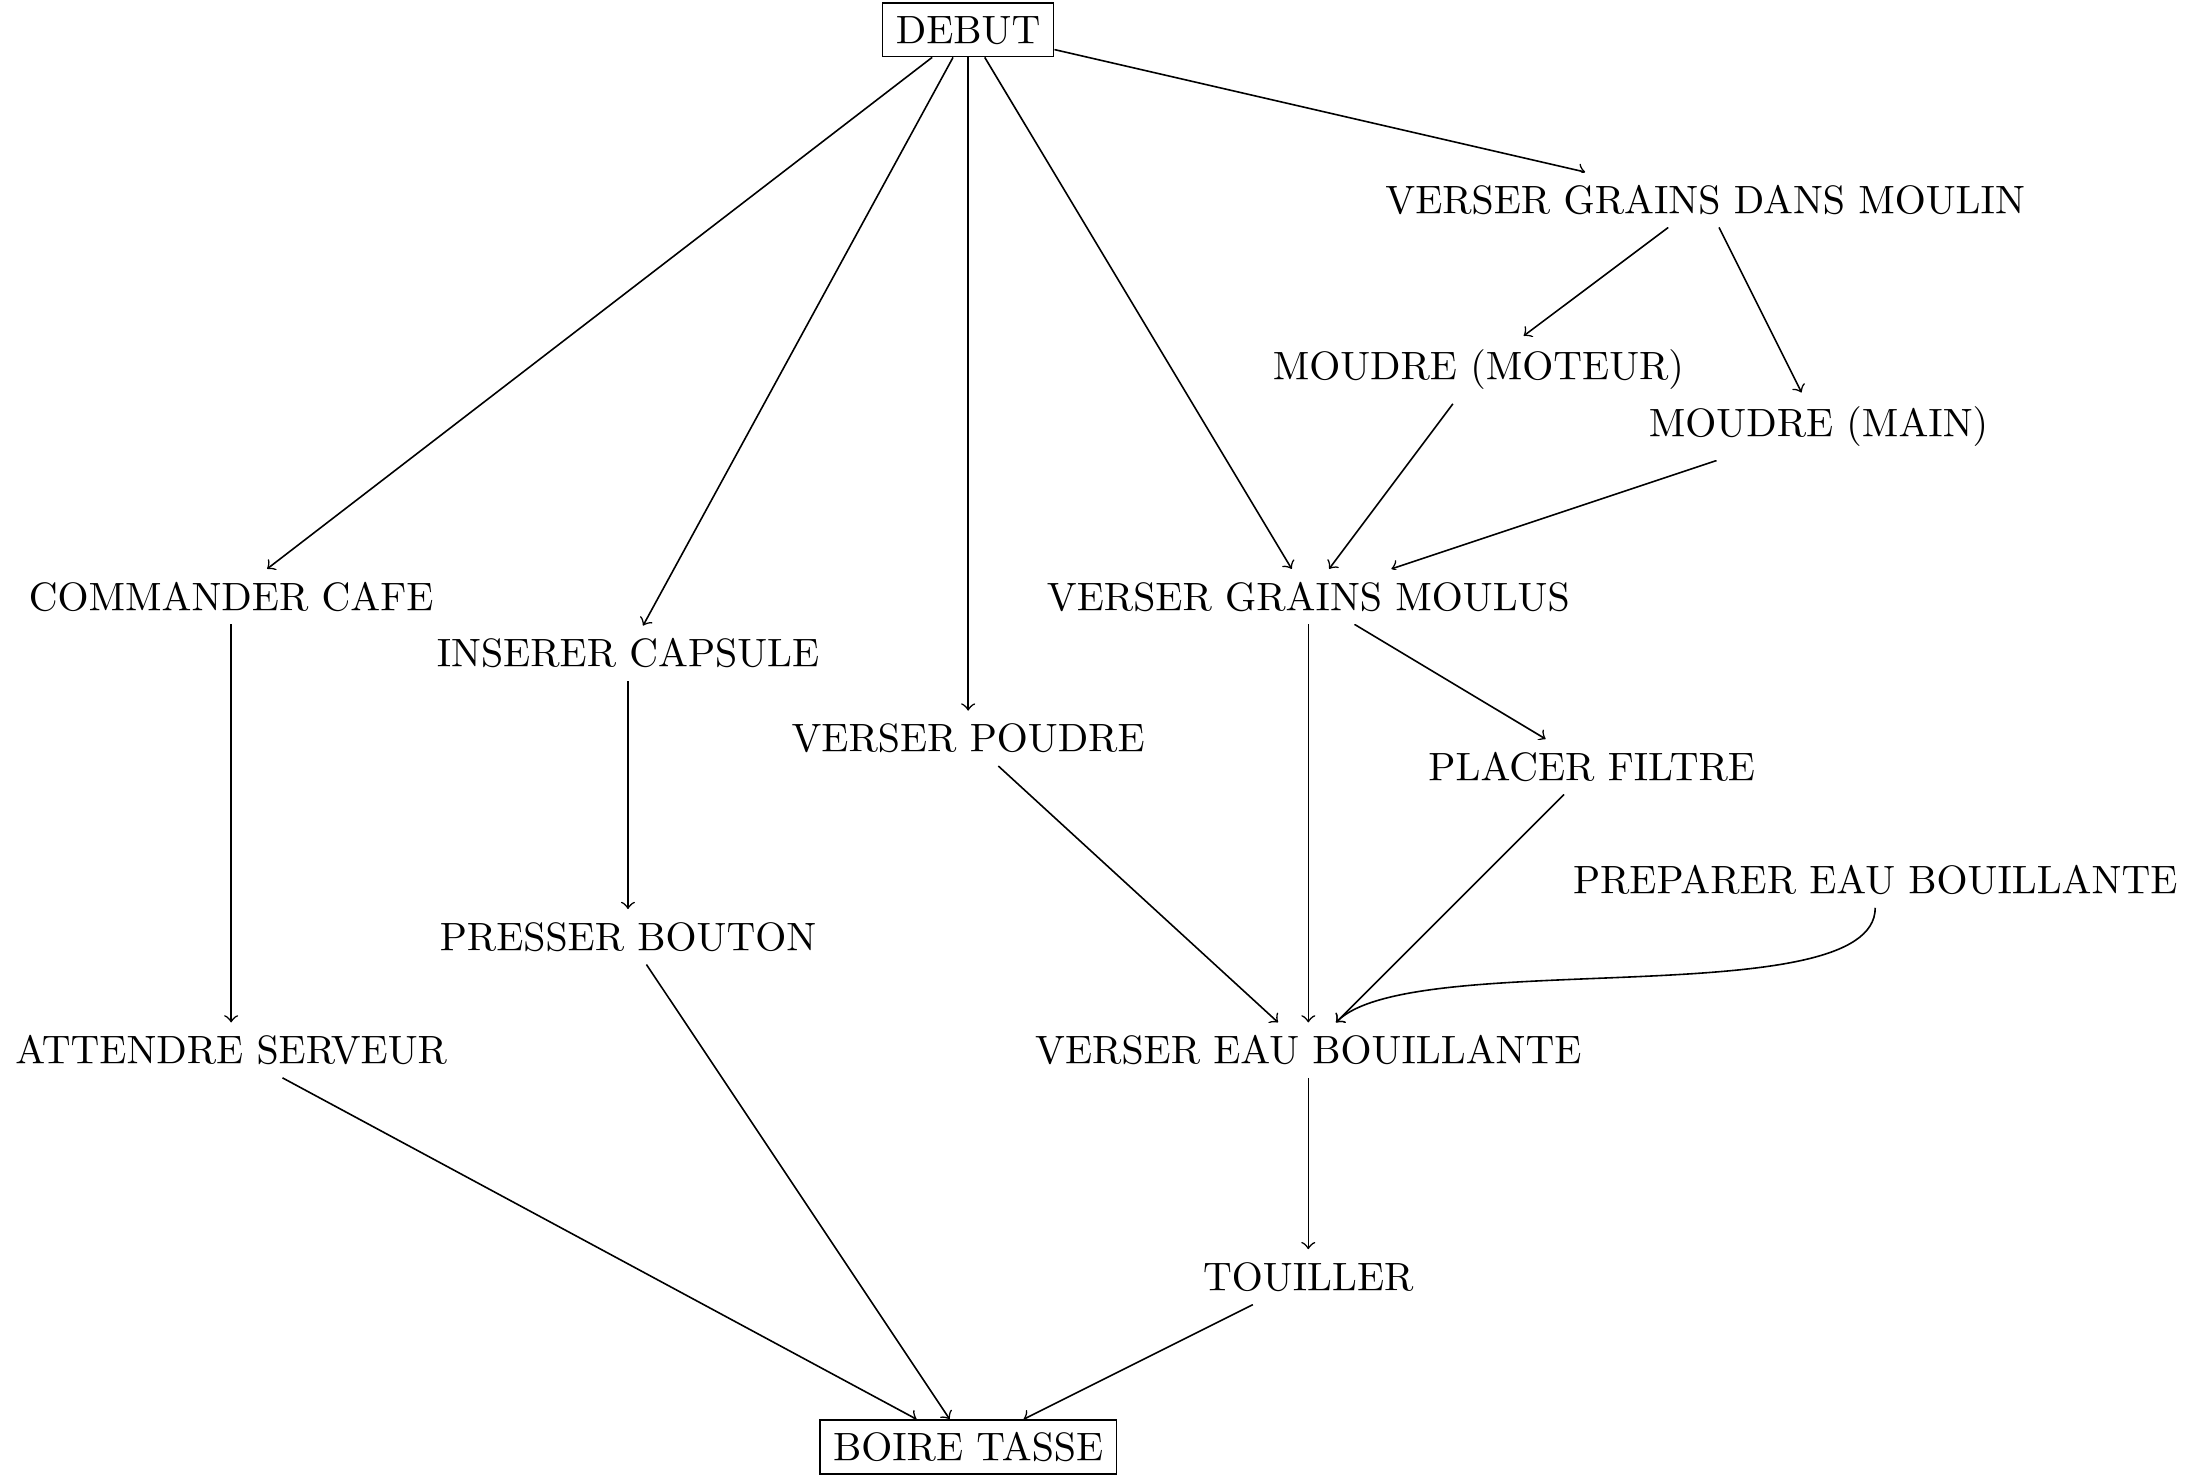 DEBUT
VERSER GRAINS DANS MOULIN
MOUDRE (MOTEUR)
MOUDRE (MAIN)
COMMANDER CAFE
VERSER GRAINS MOULUS
INSERER CAPSULE
VERSER POUDRE
PLACER FILTRE
PREPARER EAU BOUILLANTE
PRESSER BOUTON
ATTENDRE SERVEUR
VERSER EAU BOUILLANTE
TOUILLER
BOIRE TASSE